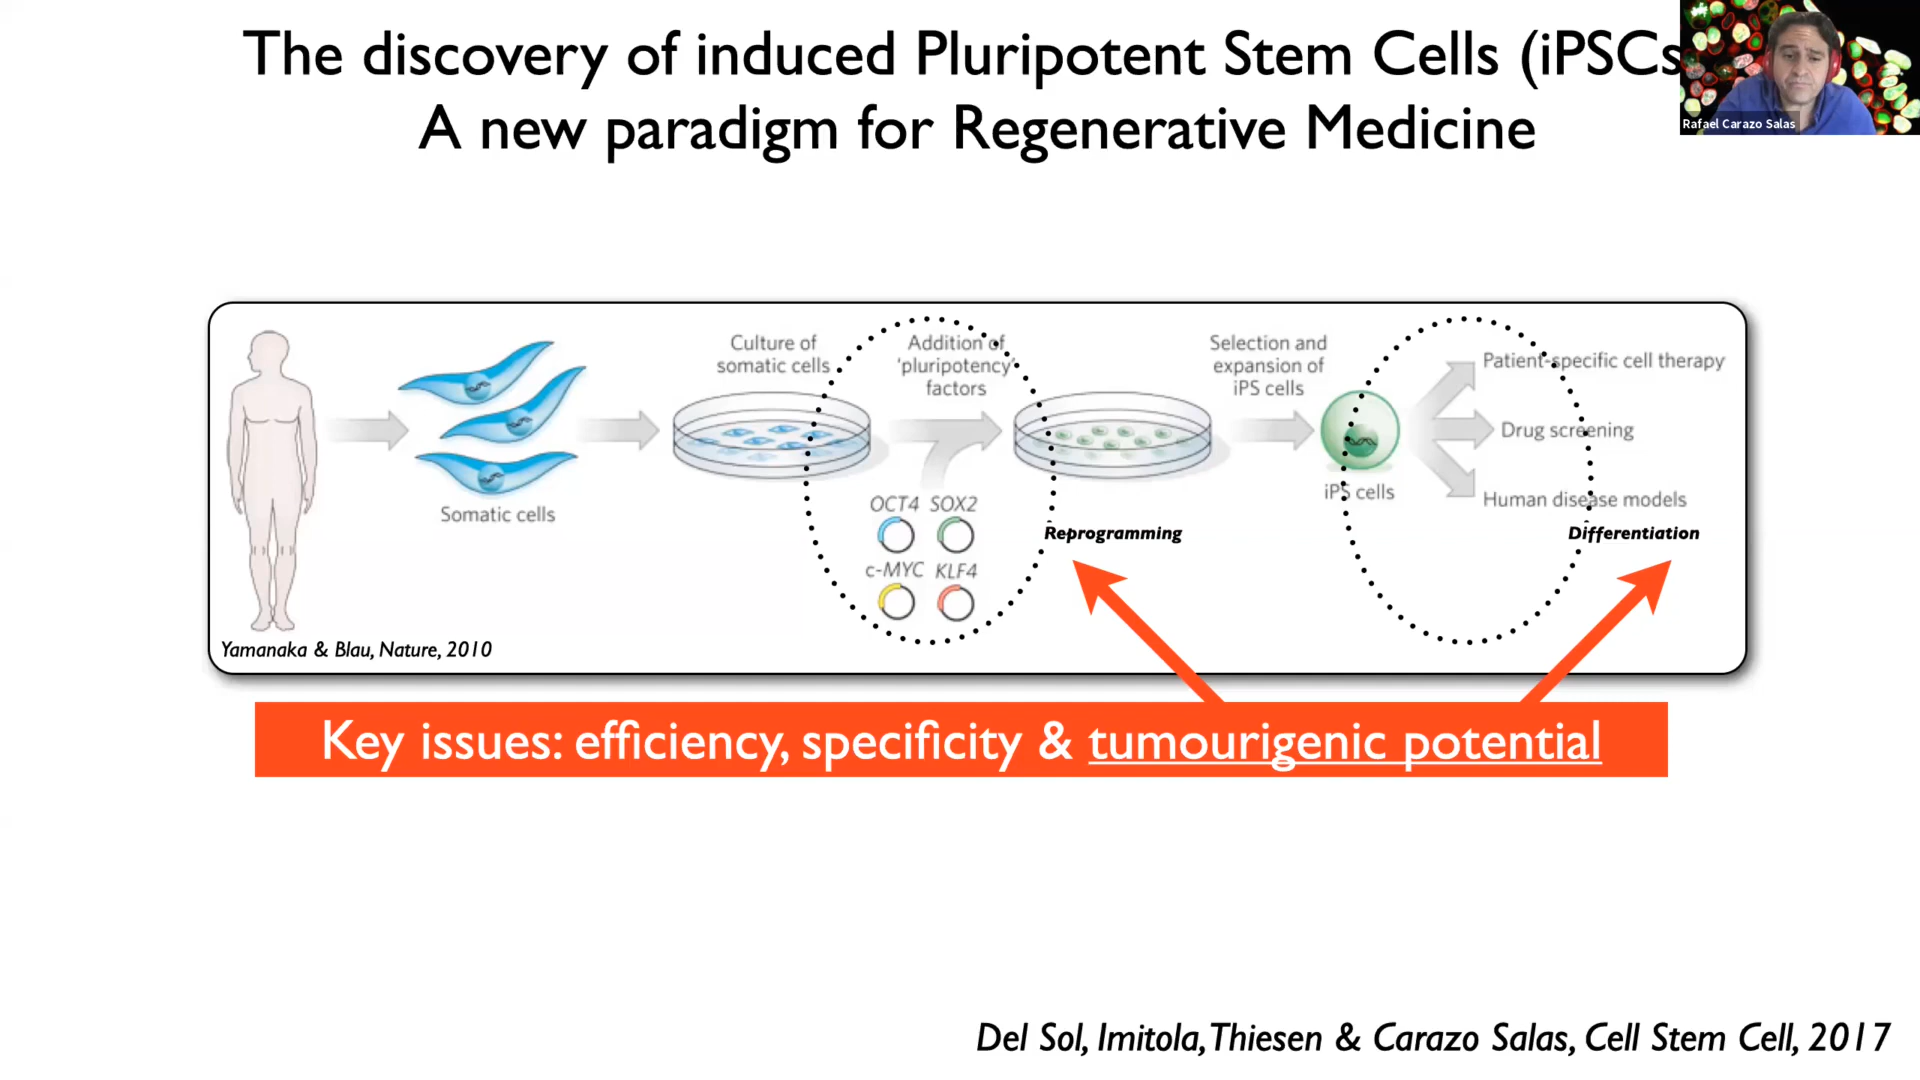 The discovery of induced Pluripotent Stem Cells (iPSCs
A new paradigm for Regenerative Medicine
Rafael Carazo Salas
Culture of
somatic cells
Addition of
'pluripotency'
factors
Selection and
expansion of
iPS cells
Patient-specific cell therapy
Drug screening
Human disease models
Somatic cells
iPS cells
OCT4 SOX2
c-MYC KLF4
Reprogramming
Differentiation
Yamanaka & Blau, Nature, 2010
Key issues: efficiency, specificity & tumourigenic potential
Del Sol, Imitola, Thiesen & Carazo Salas, Cell Stem Cell, 2017